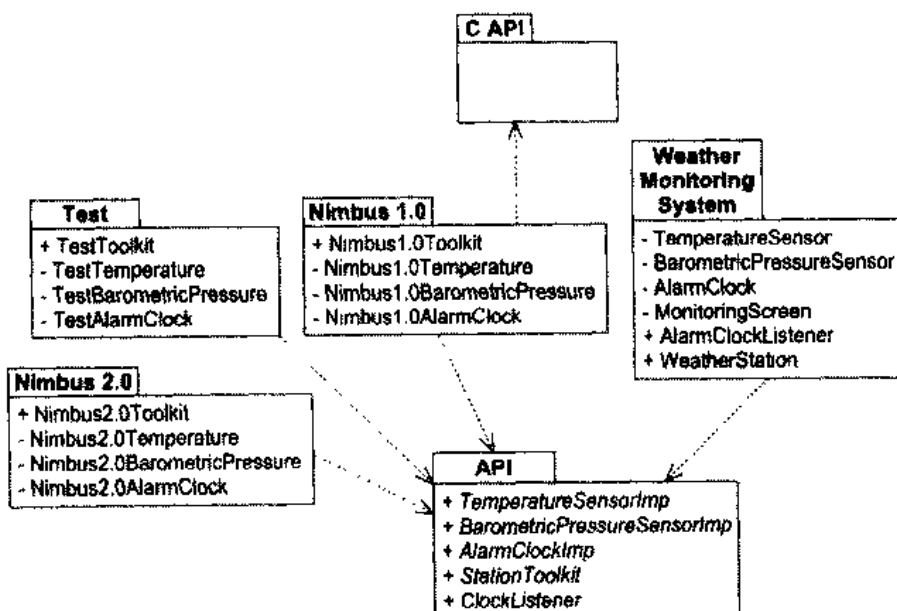 C API
Weather
Monitoring
System
- TemperatureSensor
- BarometricPressureSensor
- AlarmClock
- MonitoringScreen
+ AlarmClockListener
+ WeatherStation
Test
+ TestToolkit
- TestTemperature
- TestBarometricPressure
- TestAlarmClock
Nimbus 1.0
+ Nimbus1.0Toolkit
- Nimbus1.0Temperature
- Nimbus1.0BarometricPressure
- Nimbus1.0AlarmClock
Nimbus 2.0
+ Nimbus2.0Toolkit
- Nimbus2.0Temperature
- Nimbus2.0BarometricPressure
- Nimbus2.0AlarmClock
API
+ TemperatureSensorImp
+ BarometricPressureSensorImp
+ AlarmClockImp
+ StationToolkit
+ ClockListener